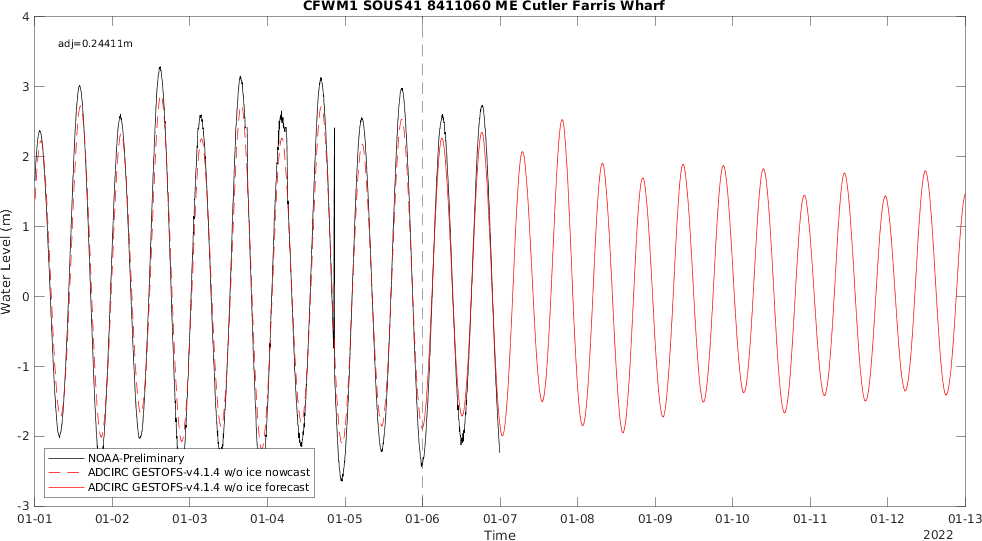 CFWM1 SOUS41 8411060 ME Cutler Farris Wharf
adj=0.24411m
4
3
2
1
0
-1
-2
-3
Water Level (m)
NOAA-Preliminary
ADCIRC GESTOFS-v4.1.4 w/o ice nowcast
ADCIRC GESTOFS-v4.1.4 w/o ice forecast
01-01 01-02 01-03 01-04 01-05 01-06 01-07 01-08 01-09 01-10 01-11 01-12 01-13
Time
2022